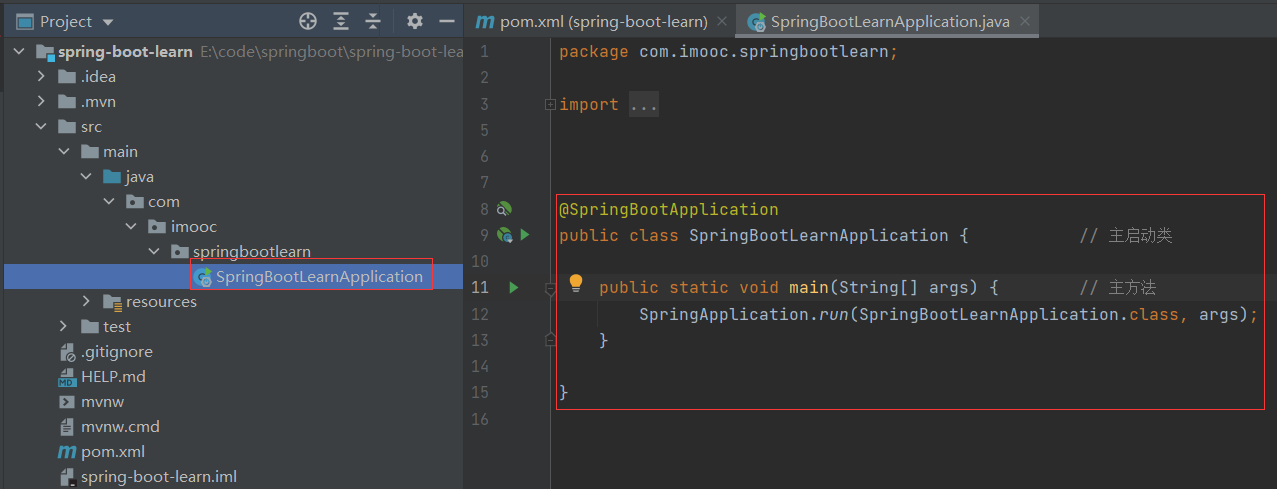 Project
spring-boot-learn E:\code\springboot\spring-boot-lea
.idea
.mvn
src
main
java
com
imooc
springbootlearn
SpringBootLearnApplication
resources
test
.gitignore
HELP.md
mvnw
mvnw.cmd
pom.xml
spring-boot-learn.iml
pom.xml (spring-boot-learn)
SpringBootLearnApplication.java
1 package com.imooc.springbootlearn;
2
3 import ...
5
6
7
8 @SpringBootApplication
9 public class SpringBootLearnApplication { // 主启动类
10
11 public static void main(String[] args) { // 主方法
12 SpringApplication.run(SpringBootLearnApplication.class, args);
13 }
14
15 }
16